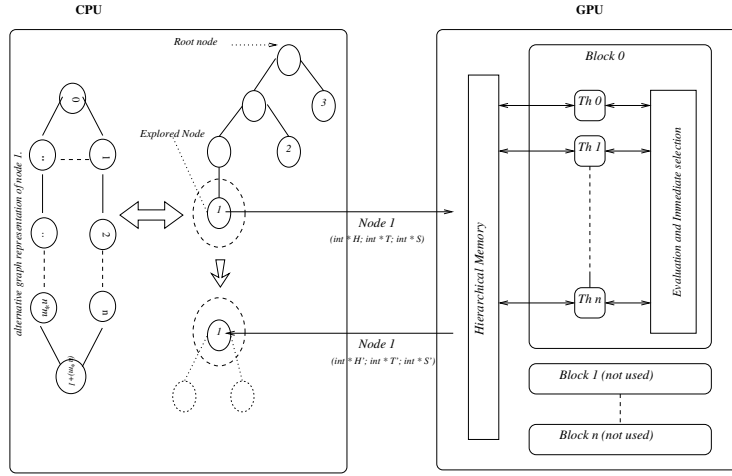 CPU
GPU
Root node
Block 0
0
3
Th 0
Explored Node
..
1
2
Th 1
alternative graph representation of node 1.
1
Node 1
(int * H; int * T; int * S)
..
2
Hierarchical Memory
Evaluation and Immediate selection
n*m
n
Th n
1
Node 1
(int * H'; int * T'; int * S')
(n*m)+1
Block 1 (not used)
Block n (not used)